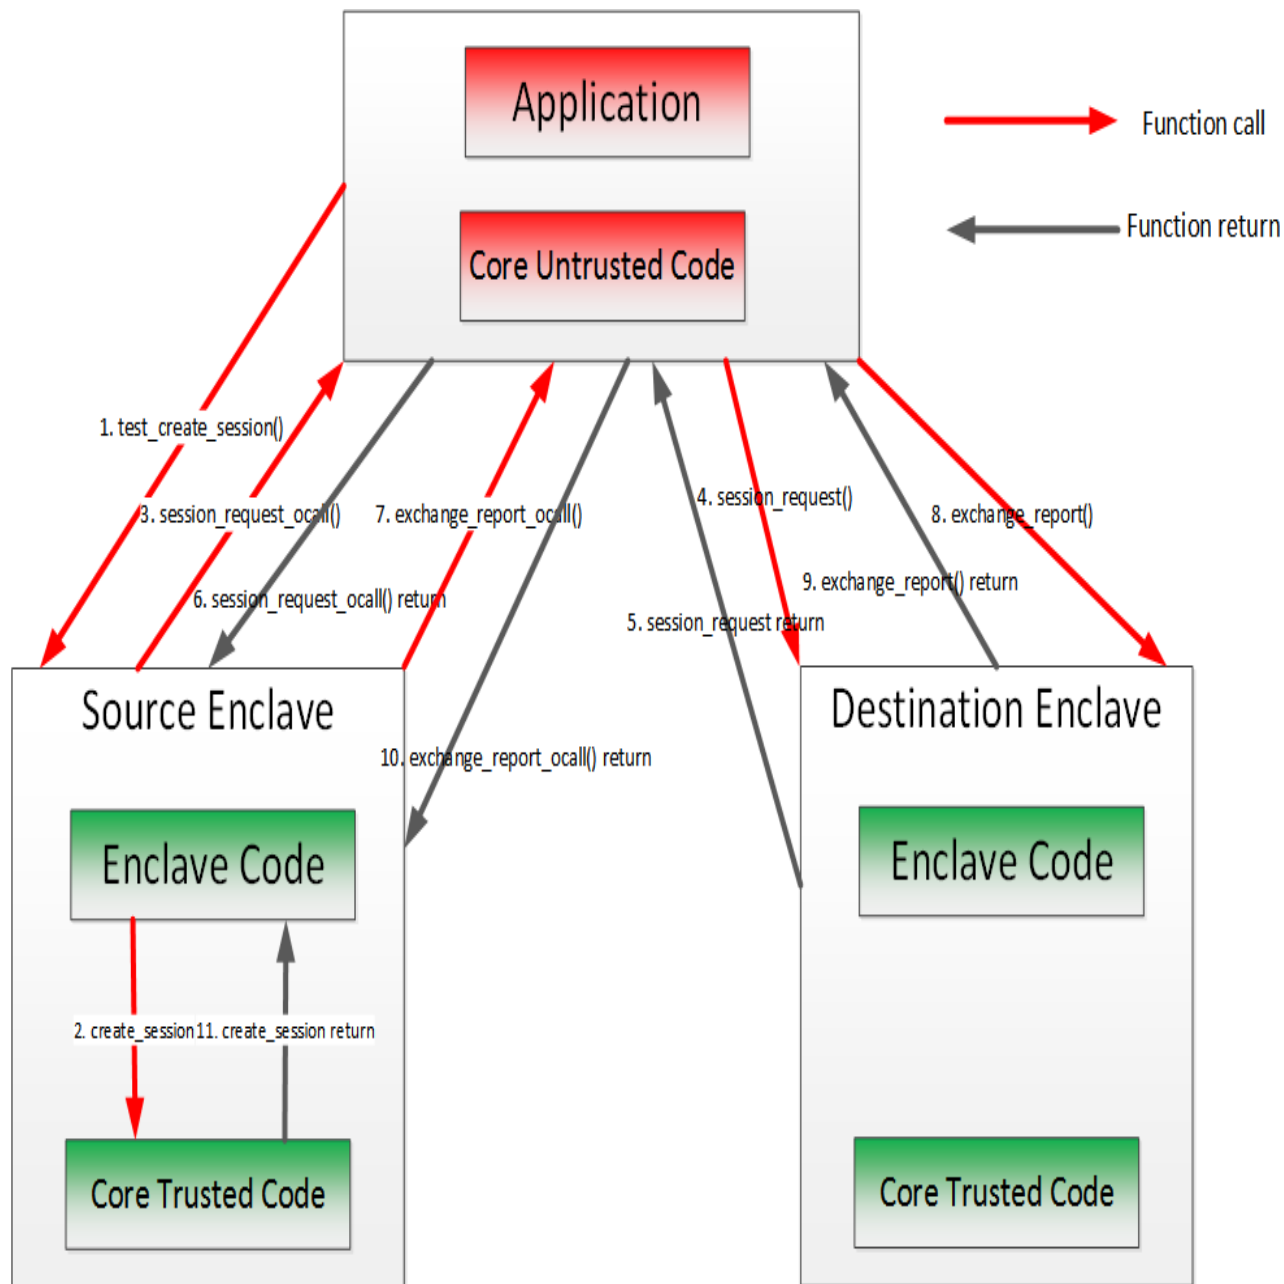 Application
Function call
Function return
Core Untrusted Code
1. test_create_session()
3. session_request_ocall()
7. exchange_report_ocall()
4. session_request()
8. exchange_report()
6. session_request_ocall() return
9. exchange_report() return
5. session_request return
Source Enclave
Destination Enclave
10. exchange_report_ocall() return
Enclave Code
Enclave Code
2. create_session
11. create_session return
Core Trusted Code
Core Trusted Code